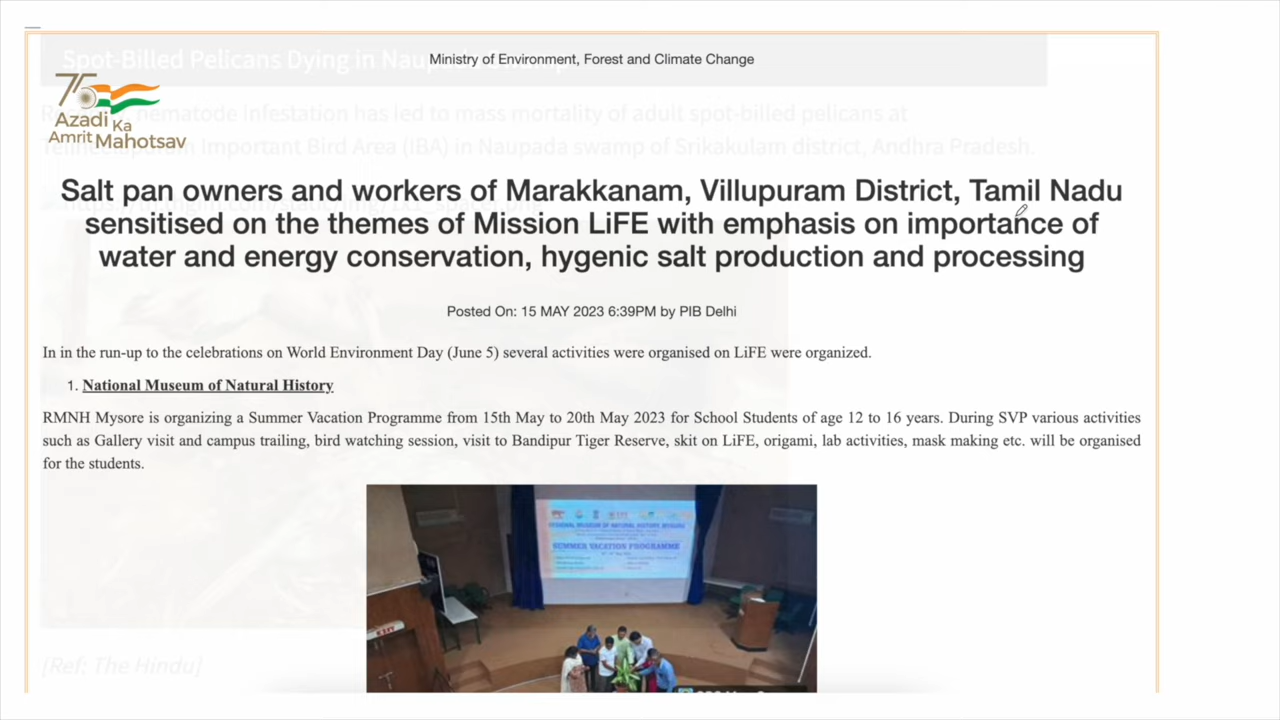 Spot-Billed Pelicans Dying in Naupada
Ministry of Environment, Forest and Climate Change
75
Azadi Ka
Amrit Mahotsav
nematode infestation has led to mass mortality of adult spot-billed pelicans at
Important Bird Area (IBA) in Naupada swamp of Srikakulam district, Andhra Pradesh.
Salt pan owners and workers of Marakkanam, Villupuram District, Tamil Nadu
sensitised on the themes of Mission LiFE with emphasis on importance of
water and energy conservation, hygenic salt production and processing
Posted On: 15 MAY 2023 6:39PM by PIB Delhi
In in the run-up to the celebrations on World Environment Day (June 5) several activities were organised on LiFE were organized.
1. National Museum of Natural History
RMNH Mysore is organizing a Summer Vacation Programme from 15th May to 20th May 2023 for School Students of age 12 to 16 years. During SVP various activities
such as Gallery visit and campus trailing, bird watching session, visit to Bandipur Tiger Reserve, skit on LiFE, origami, lab activities, mask making etc. will be organised
for the students.
REGIONAL MUSEUM OF NATURAL HISTORY, MYSURU
SUMMER VACATION PROGRAMME
EXIT
[Ref: The Hindu]